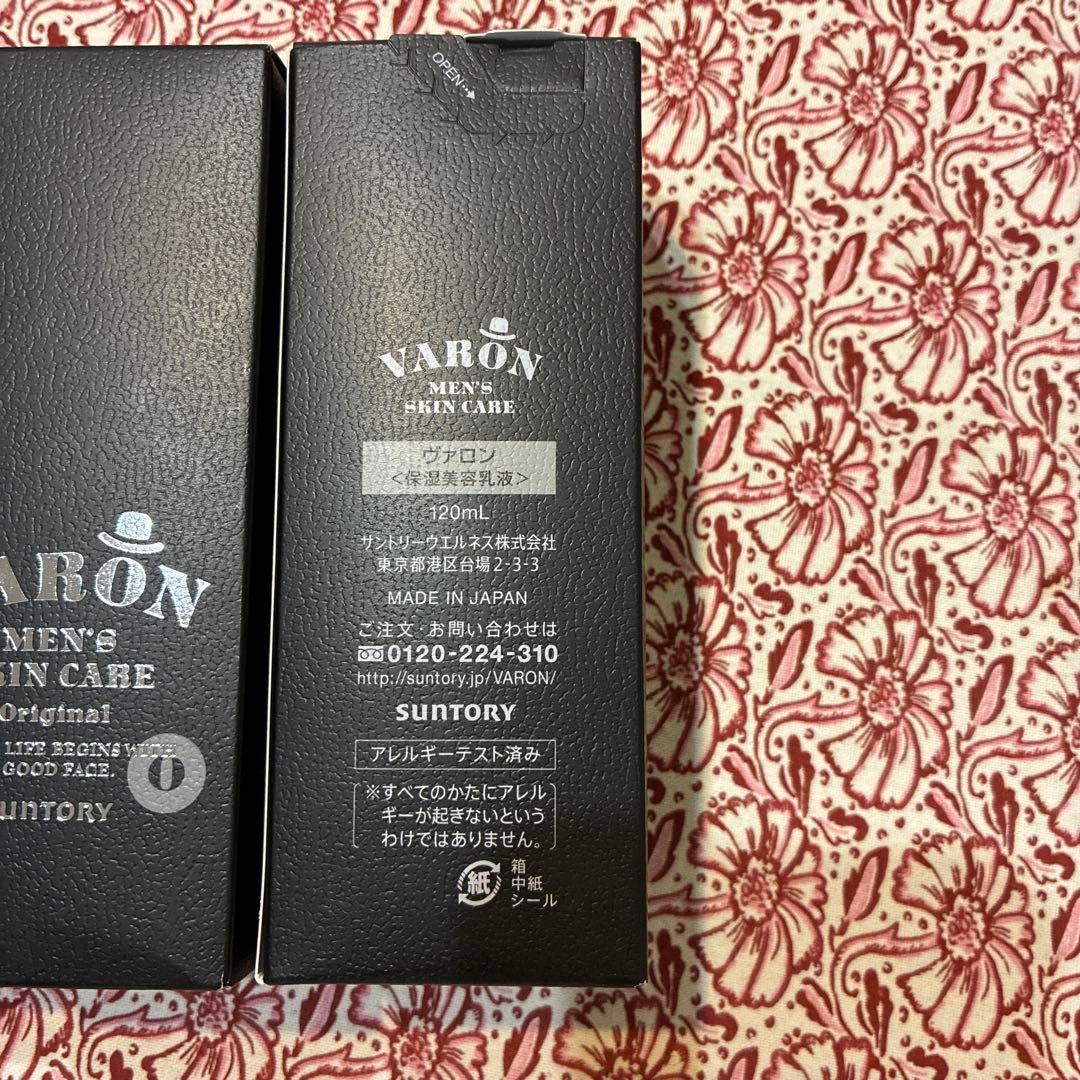 VARON
MEN'S
SKIN CARE
Original
LIFE BEGINS WITH
GOOD FACE.
O
SUNTORY
OPEN
VARON
MEN'S
SKIN CARE
ヴァロン
<保湿美容乳液>
120mL
サントリーウエルネス株式会社
東京都港区台場2-3-3
MADE IN JAPAN
ご注文・お問い合わせは
0120-224-310
http://suntory.jp/VARON/
SUNTORY
アレルギーテスト済み
※すべてのかたにアレル
ギーが起きないという
わけではありません。
紙
箱
中紙
シール